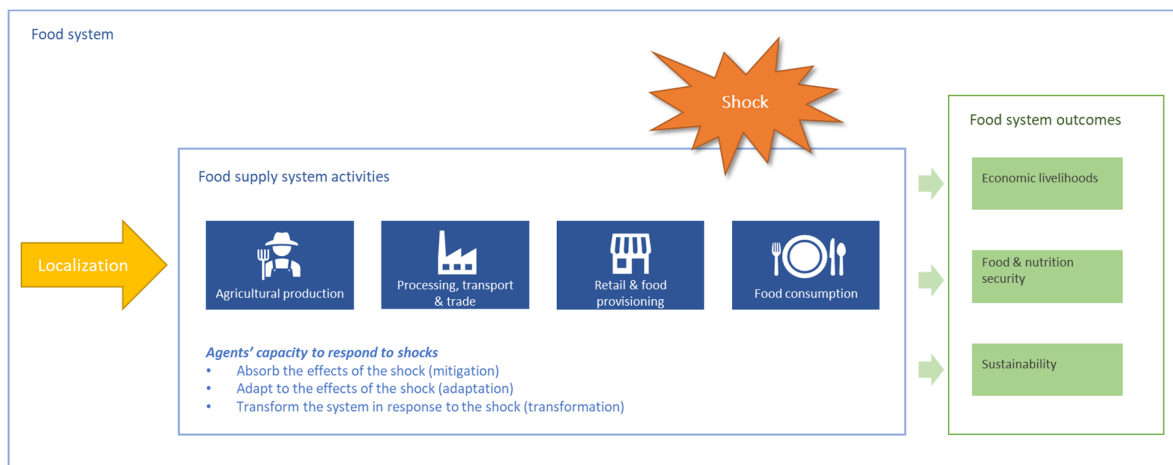 Food system
Shock
Food system outcomes
Food supply system activities
Economic livelihoods
Localization
Agricultural production
Processing, transport
& trade
Retail & food
provisioning
Food consumption
Food & nutrition
security
Agents' capacity to respond to shocks
• Absorb the effects of the shock (mitigation)
• Adapt to the effects of the shock (adaptation)
• Transform the system in response to the shock (transformation)
Sustainability